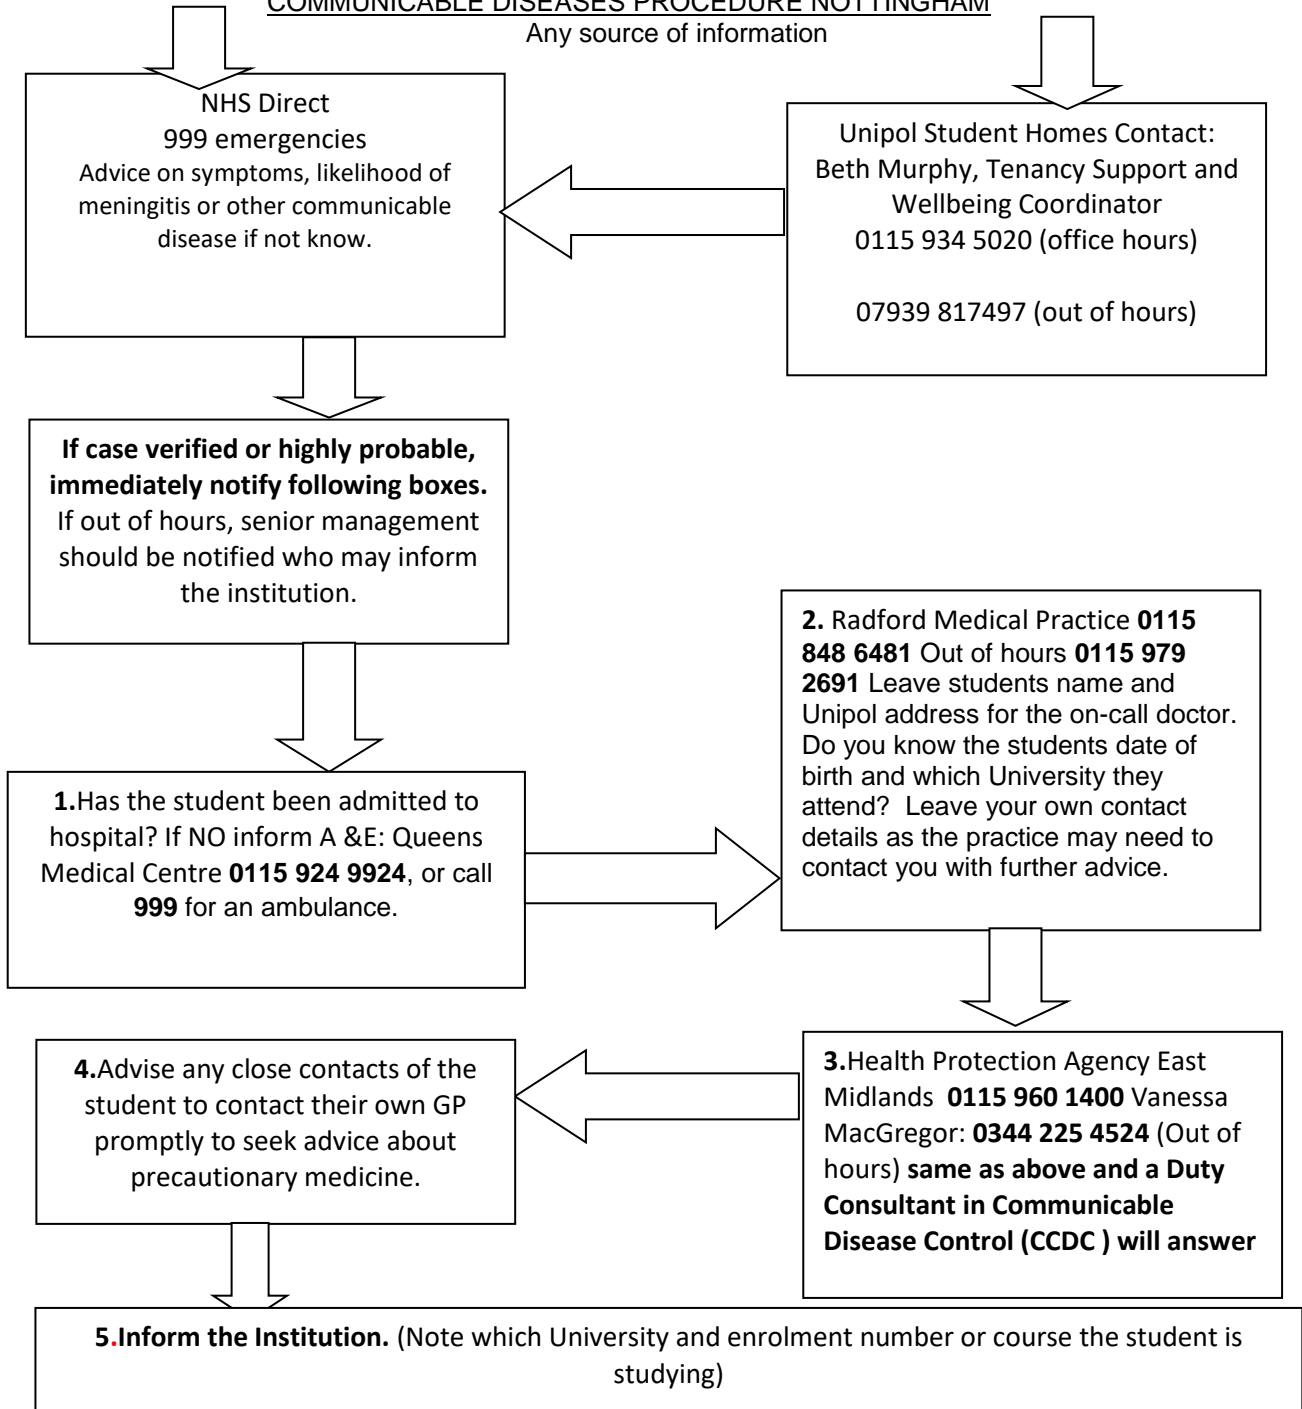 COMMUNICABLE DISEASES PROCEDURE NOTTINGHAM
Any source of information
NHS Direct
999 emergencies
Advice on symptoms, likelihood of
meningitis or other communicable
disease if not know.
Unipol Student Homes Contact:
Beth Murphy, Tenancy Support and
Wellbeing Coordinator
0115 934 5020 (office hours)
07939 817497 (out of hours)
If case verified or highly probable,
immediately notify following boxes.
If out of hours, senior management
should be notified who may inform
the institution.
1.Has the student been admitted to
hospital? If NO inform A &E: Queens
Medical Centre 0115 924 9924, or call
999 for an ambulance.
2. Radford Medical Practice 0115
848 6481 Out of hours 0115 979
2691 Leave students name and
Unipol address for the on-call doctor.
Do you know the students date of
birth and which University they
attend?  Leave your own contact
details as the practice may need to
contact you with further advice.
3.Health Protection Agency East
Midlands  0115 960 1400 Vanessa
MacGregor: 0344 225 4524 (Out of
hours) same as above and a Duty
Consultant in Communicable
Disease Control (CCDC ) will answer
4.Advise any close contacts of the
student to contact their own GP
promptly to seek advice about
precautionary medicine.
5.Inform the Institution. (Note which University and enrolment number or course the student is
studying)